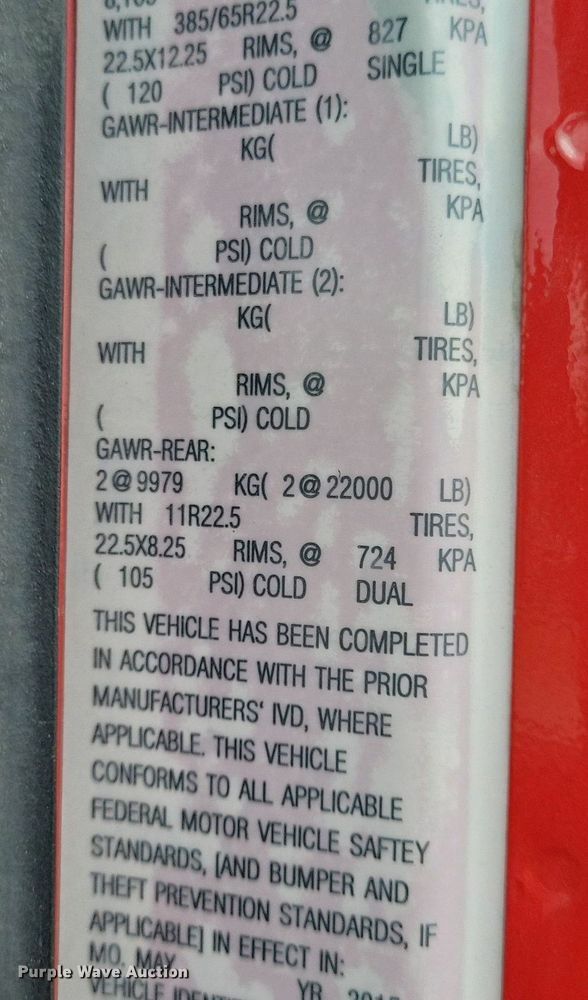 WITH 385/65R22.5
22.5X12.25 RIMS, @ 827 KPA
( 120 PSI) COLD SINGLE
GAWR-INTERMEDIATE (1):
KG( LB)
WITH TIRES,
RIMS, @ KPA
( PSI) COLD
GAWR-INTERMEDIATE (2):
KG( LB)
WITH TIRES,
RIMS, @ KPA
( PSI) COLD
GAWR-REAR:
2@9979 KG( 2@22000 LB)
WITH 11R22.5 TIRES,
22.5X8.25 RIMS, @ 724 KPA
( 105 PSI) COLD DUAL
THIS VEHICLE HAS BEEN COMPLETED
IN ACCORDANCE WITH THE PRIOR
MANUFACTURERS' IVD, WHERE
APPLICABLE. THIS VEHICLE
CONFORMS TO ALL APPLICABLE
FEDERAL MOTOR VEHICLE SAFTEY
STANDARDS, [AND BUMPER AND
THEFT PREVENTION STANDARDS, IF
APPLICABLE] IN EFFECT IN:
MO. MAY YR.
VEHICLE
Purple Wave Auction